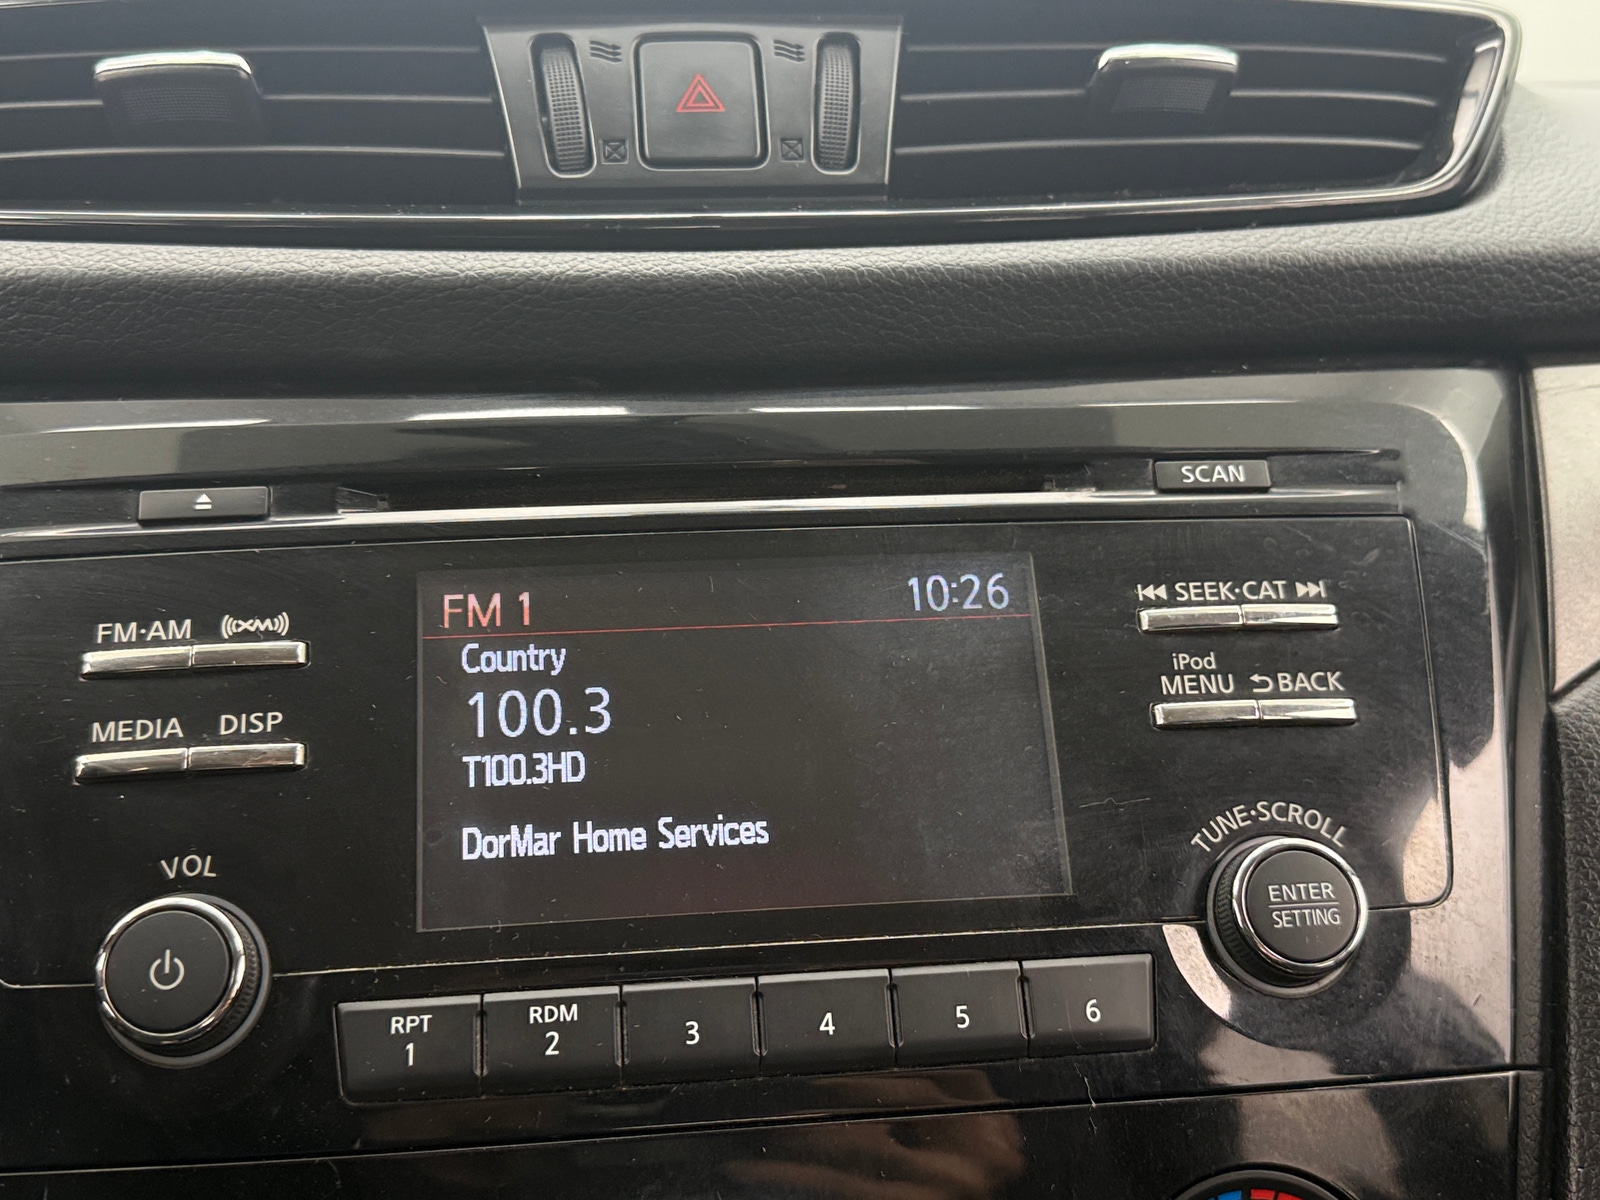 SCAN
FM·AM
XM
SEEK·CAT
MEDIA
DISP
iPod
MENU
BACK
FM 1
10:26
Country
100.3
T100.3HD
DorMar Home Services
VOL
TUNE·SCROLL
ENTER
SETTING
RPT
1
RDM
2
3
4
5
6